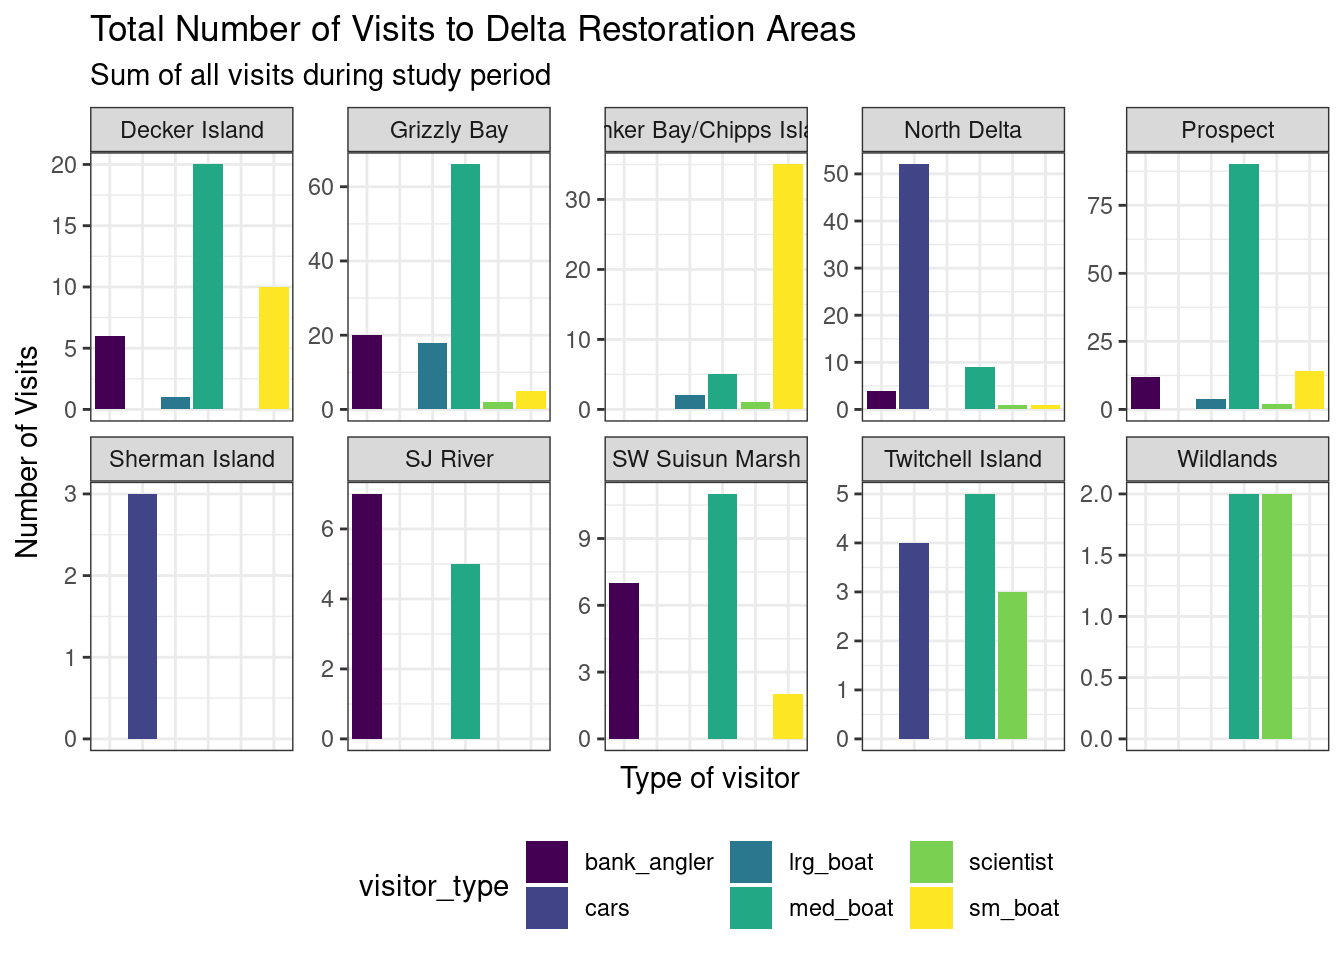 Total Number of Visits to Delta Restoration Areas
Sum of all visits during study period
Decker Island
Grizzly Bay
Bay/Chipps
North Delta
Prospect
20
15
10
5
0
60
40
20
0
30
20
10
0
50
40
30
20
10
0
75
50
25
0
Number of Visits
Sherman Island
SJ River
SW Suisun Marsh
Twitchell Island
Wildlands
3
2
1
0
6
4
2
0
9
6
3
0
5
4
3
2
1
0
2.0
1.5
1.0
0.5
0.0
Type of visitor
visitor_type
bank_angler
cars
lrg_boat
med_boat
scientist
sm_boat